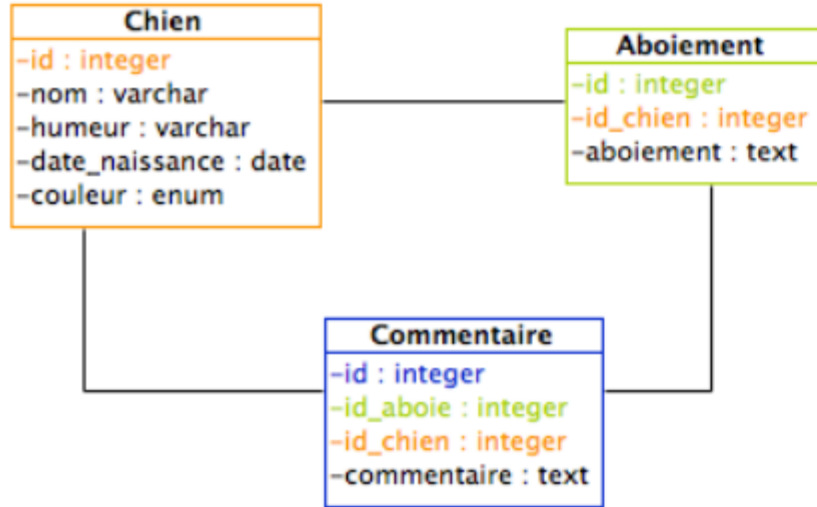 Chien
-id : integer
-nom : varchar
-humeur : varchar
-date_naissance : date
-couleur : enum
Aboiement
-id : integer
-id_chien : integer
-aboiement : text
Commentaire
-id : integer
-id_aboie : integer
-id_chien : integer
-commentaire : text